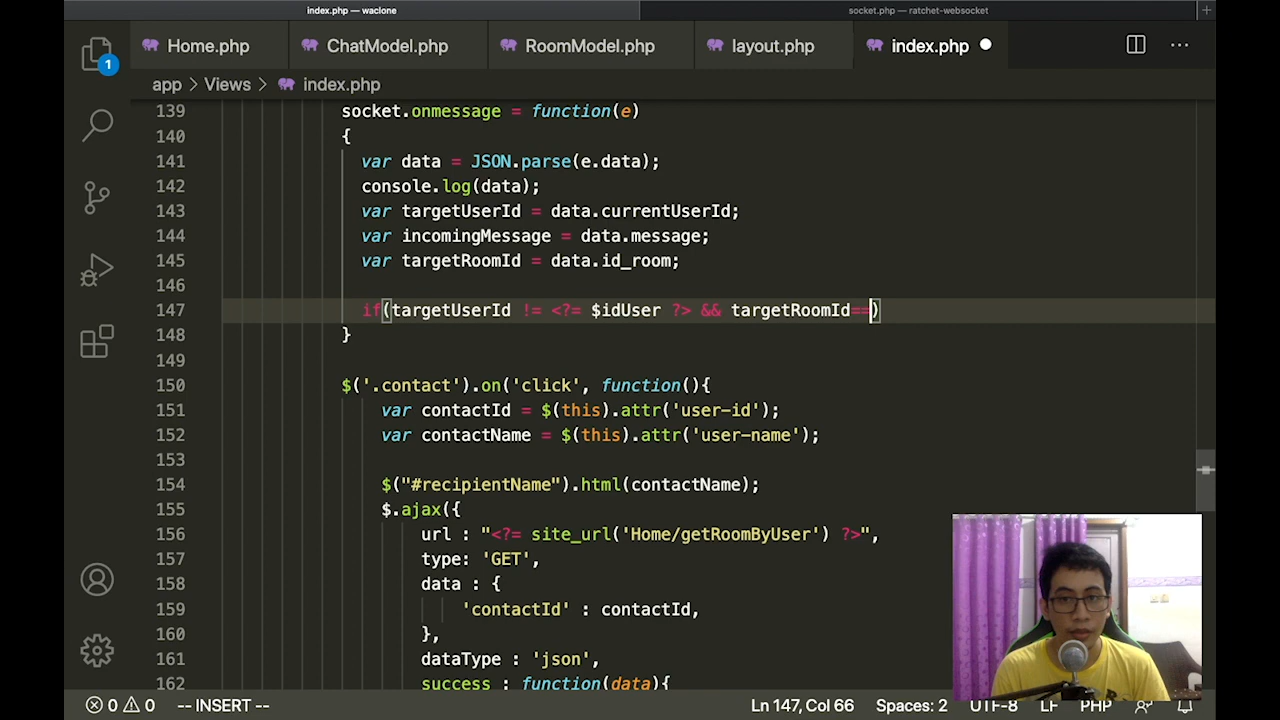 index.php — waclone
socket.php — ratchet-websocket
+
Home.php
ChatModel.php
RoomModel.php
layout.php
index.php
1
app > Views > index.php
139 socket.onmessage = function(e)
140 {
141 var data = JSON.parse(e.data);
142 console.log(data);
143 var targetUserId = data.currentUserId;
144 var incomingMessage = data.message;
145 var targetRoomId = data.id_room;
146
147 if(targetUserId != <?= $idUser ?> && targetRoomId==)
148 }
149
150 $('.contact').on('click', function(){
151 var contactId = $(this).attr('user-id');
152 var contactName = $(this).attr('user-name');
153
154 $("#recipientName").html(contactName);
155 $.ajax({
156 url : "<?= site_url('Home/getRoomByUser') ?>",
157 type: 'GET',
158 data : {
159 'contactId' : contactId,
160 },
161 dataType : 'json',
162 success : function(data){
0 0 -- INSERT -- Ln 147, Col 66 Spaces: 2 UTF-8 LF PHP